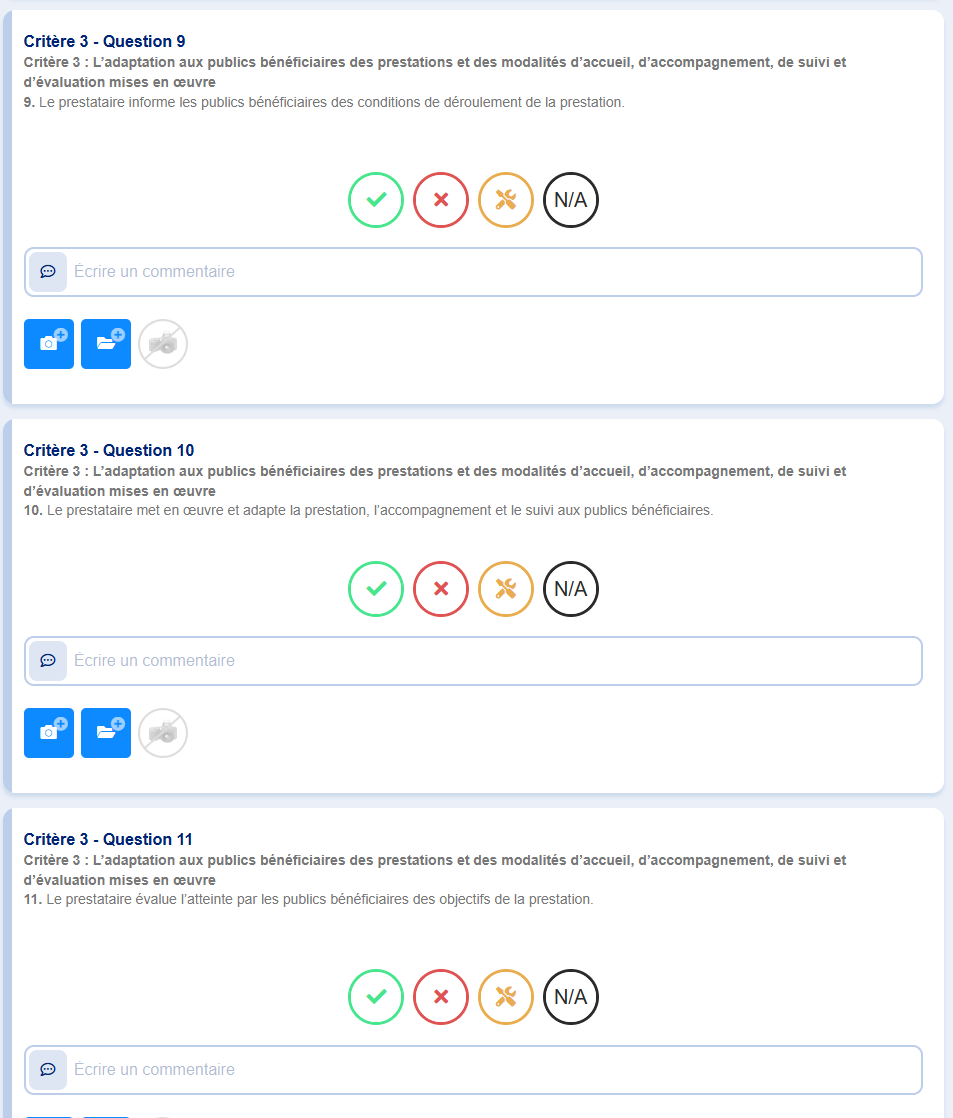 Critère 3 - Question 9
Critère 3 : L’adaptation aux publics bénéficiaires des prestations et des modalités d’accueil, d’accompagnement, de suivi et
d’évaluation mises en œuvre
9. Le prestataire informe les publics bénéficiaires des conditions de déroulement de la prestation.
N/A
Écrire un commentaire
Critère 3 - Question 10
Critère 3 : L’adaptation aux publics bénéficiaires des prestations et des modalités d’accueil, d’accompagnement, de suivi et
d’évaluation mises en œuvre
10. Le prestataire met en œuvre et adapte la prestation, l’accompagnement et le suivi aux publics bénéficiaires.
N/A
Écrire un commentaire
Critère 3 - Question 11
Critère 3 : L’adaptation aux publics bénéficiaires des prestations et des modalités d’accueil, d’accompagnement, de suivi et
d’évaluation mises en œuvre
11. Le prestataire évalue l’atteinte par les publics bénéficiaires des objectifs de la prestation.
N/A
Écrire un commentaire